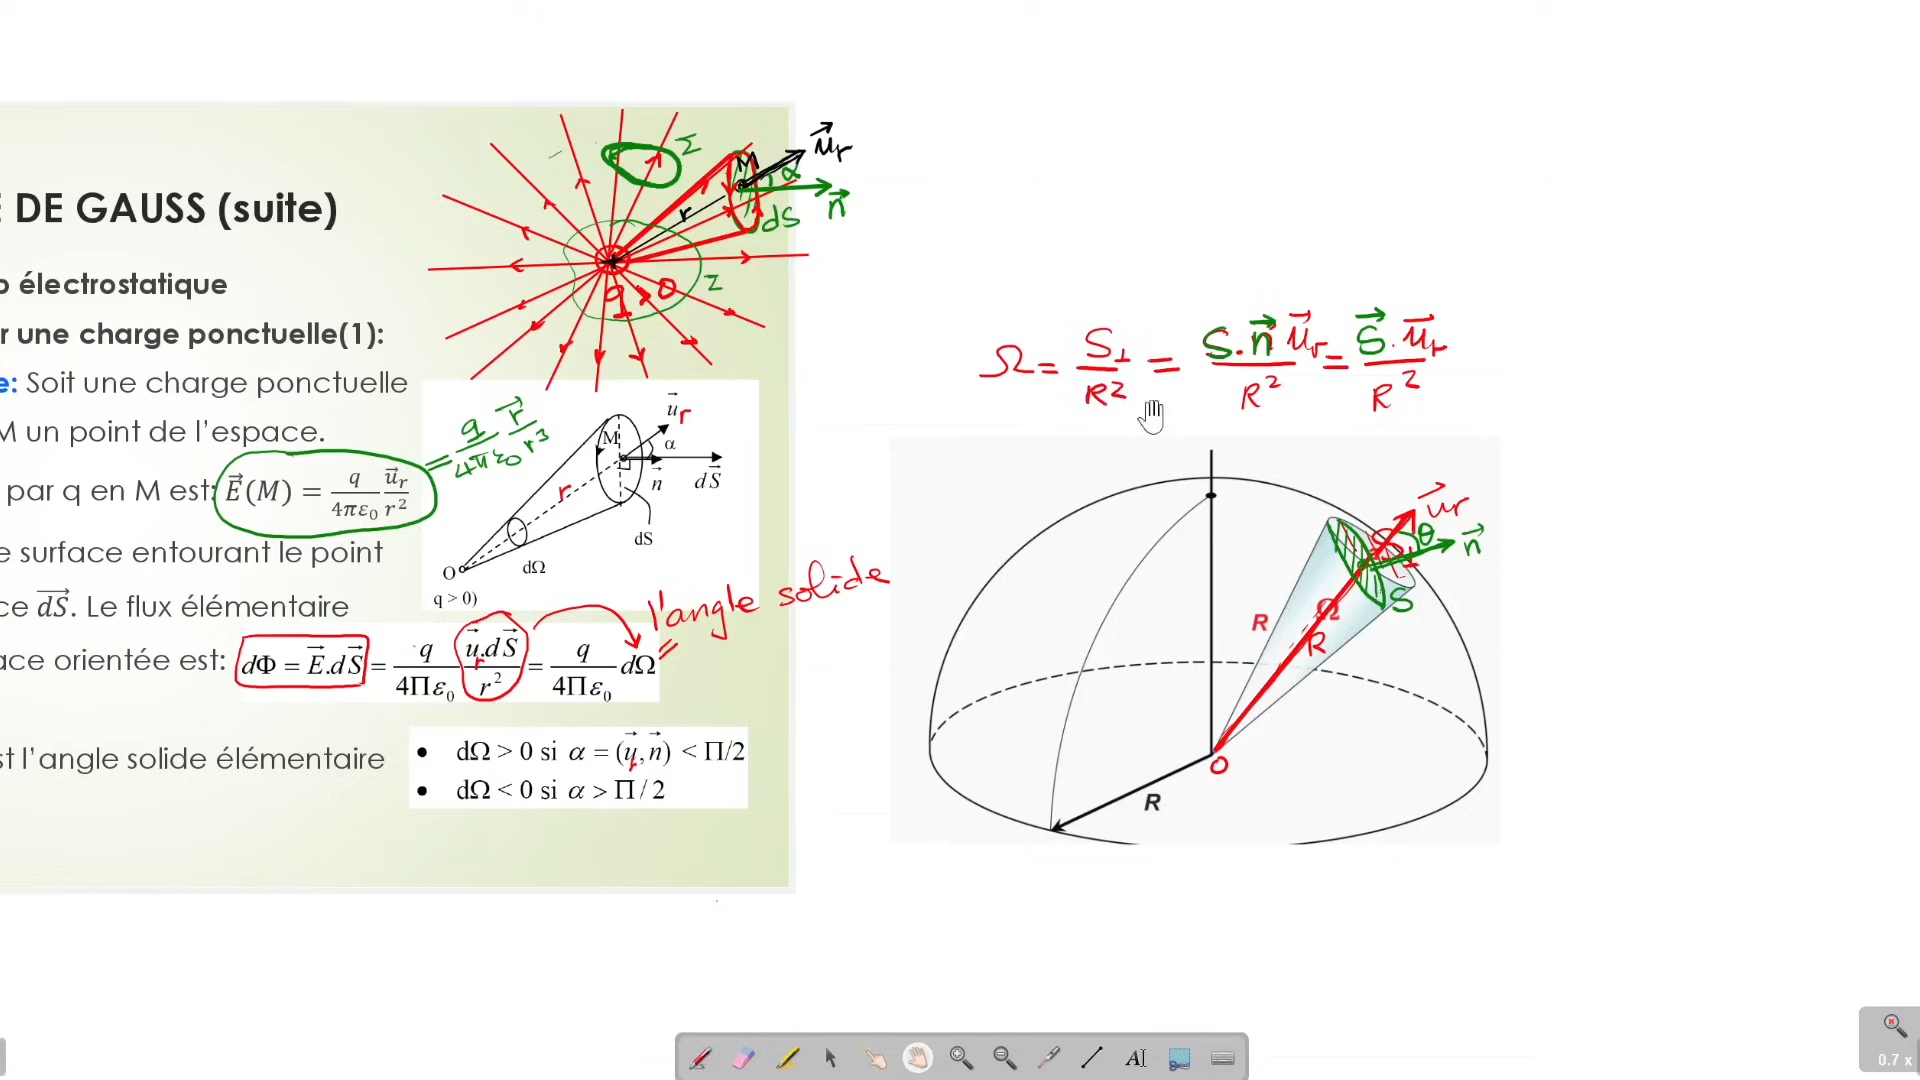 E DE GAUSS (suite)
o électrostatique
r une charge ponctuelle(1):
e: Soit une charge ponctuelle
M un point de l'espace.
par q en M est: E⃗(M) = q/4πε₀ u⃗ᵣ/r²
= q/4πε₀ r⃗/r³
e surface entourant le point
ce dS⃗. Le flux élémentaire
ace orientée est: dΦ = E⃗.dS⃗ = q/4Πε₀ u⃗ᵣ.dS⃗/r² = q/4Πε₀ dΩ
= l'angle solide
st l'angle solide élémentaire
• dΩ > 0 si α = (u⃗ᵣ,n⃗) < Π/2
• dΩ < 0 si α > Π/2
Σ
M
u⃗ᵣ
α
n⃗
r
dS
Σ
q > 0
u⃗ᵣ
M
α
n⃗
dS⃗
r
dS
O
dΩ
q > 0)
Ω = S⊥/R² = S.n⃗ u⃗ᵣ/R² = S⃗.u⃗ᵣ/R²
u⃗r
θ
n⃗
S⊥
S
R
Ω
R
O
R
0.7 x